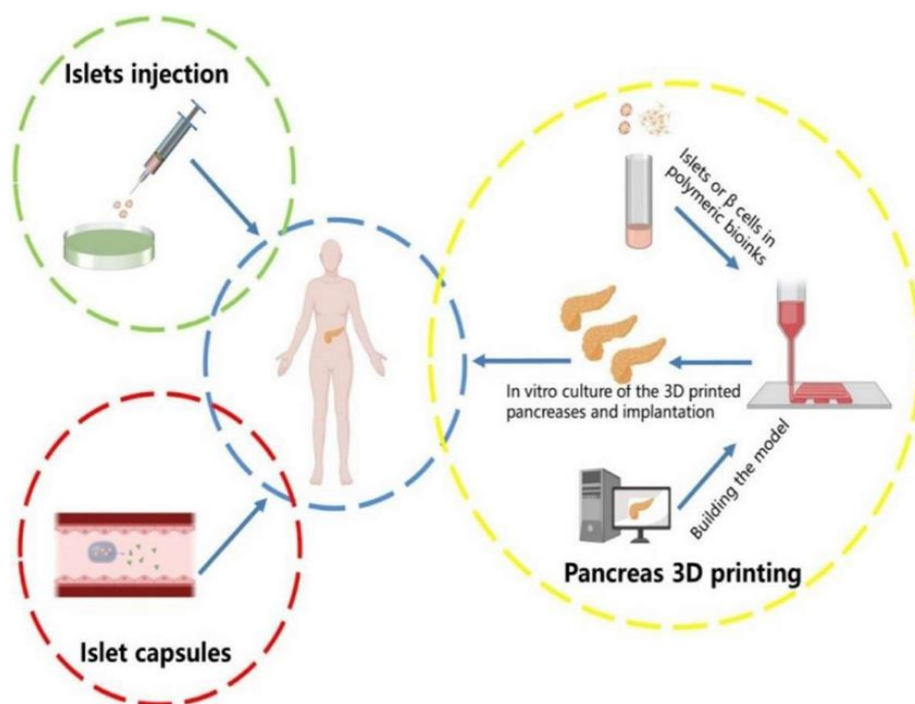 Islets injection
Islets or β cells in
polymeric bioinks
In vitro culture of the 3D printed
pancreases and implantation
Building the model
Pancreas 3D printing
Islet capsules